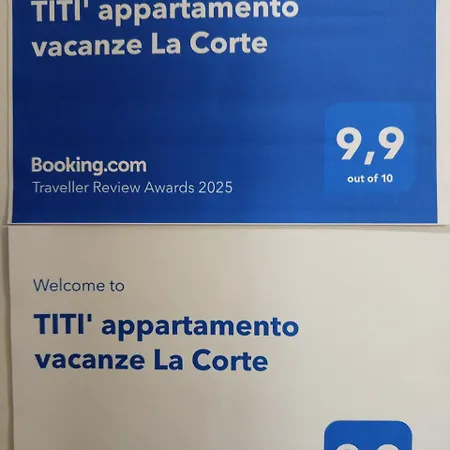 TITI' appartamento
vacanze La Corte
9,9
out of 10
Booking.com
Traveller Review Awards 2025
Welcome to
TITI' appartamento
vacanze La Corte